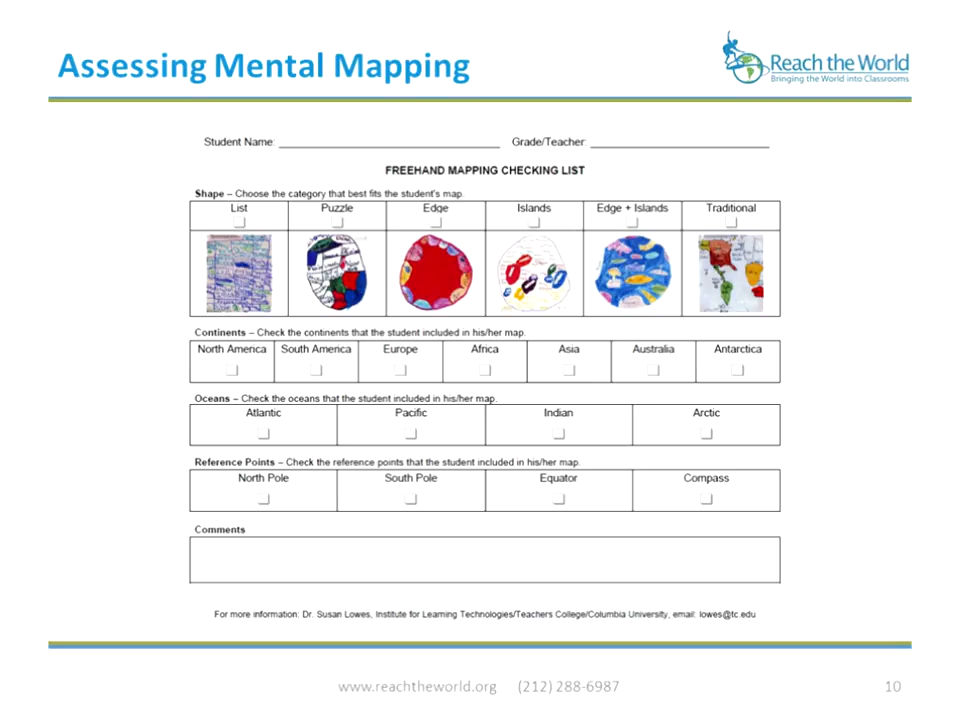 Assessing Mental Mapping
Reach the World
Bringing the World into Classrooms
Student Name: Grade/Teacher:
FREEHAND MAPPING CHECKING LIST
Shape – Choose the category that best fits the student's map.
List Puzzle Edge Islands Edge + Islands Traditional
Continents – Check the continents that the student included in his/her map.
North America South America Europe Africa Asia Australia Antarctica
Oceans – Check the oceans that the student included in his/her map.
Atlantic Pacific Indian Arctic
Reference Points – Check the reference points that the student included in his/her map.
North Pole South Pole Equator Compass
Comments
For more information: Dr. Susan Lowes, Institute for Learning Technologies/Teachers College/Columbia University, email: lowes@tc.edu
www.reachtheworld.org (212) 288-6987 10